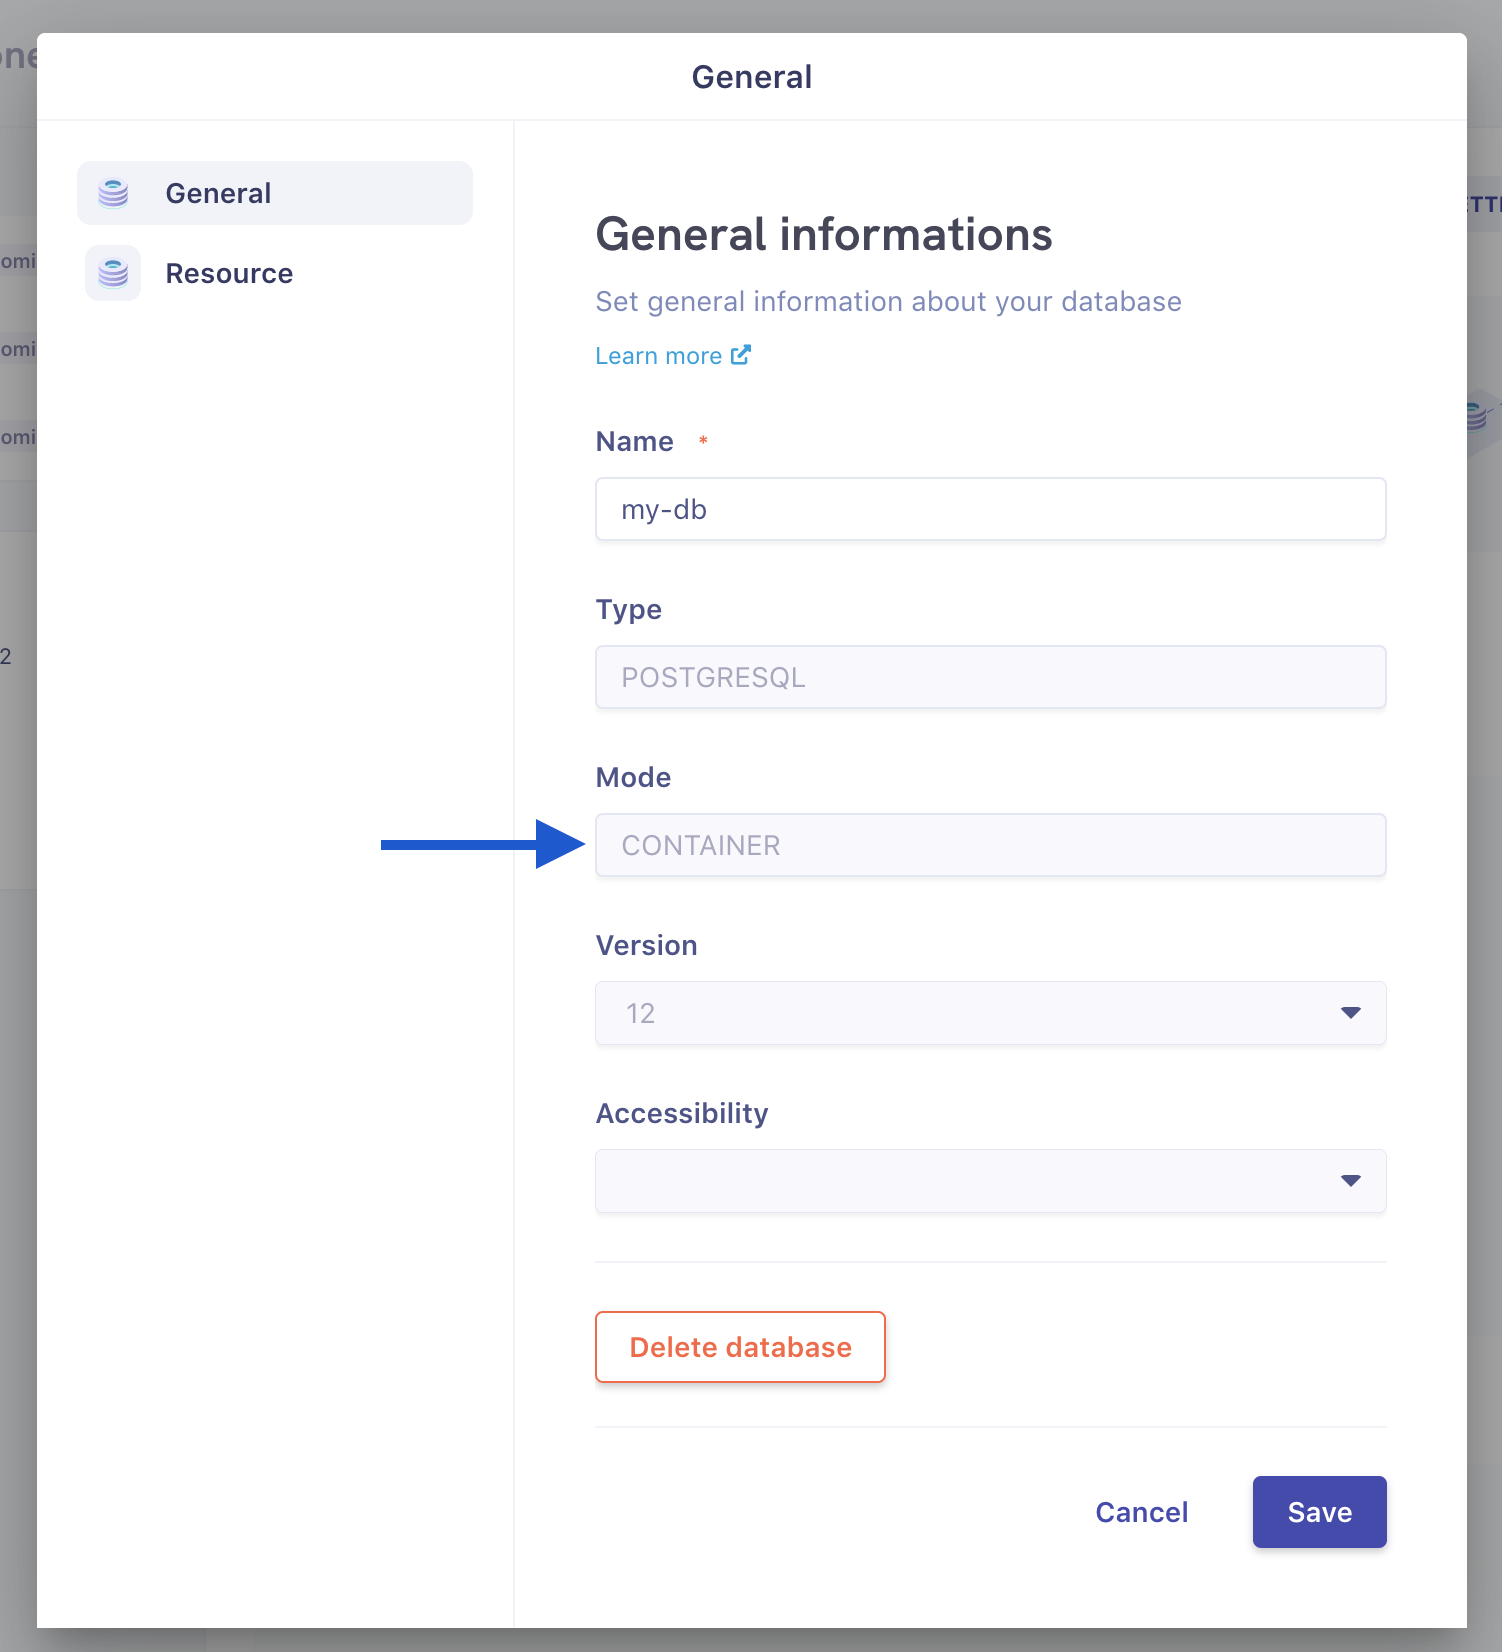 General
General
Resource
General informations
Set general information about your database
Learn more
Name *
my-db
Type
POSTGRESQL
Mode
CONTAINER
Version
12
Accessibility
Delete database
Cancel
Save
2